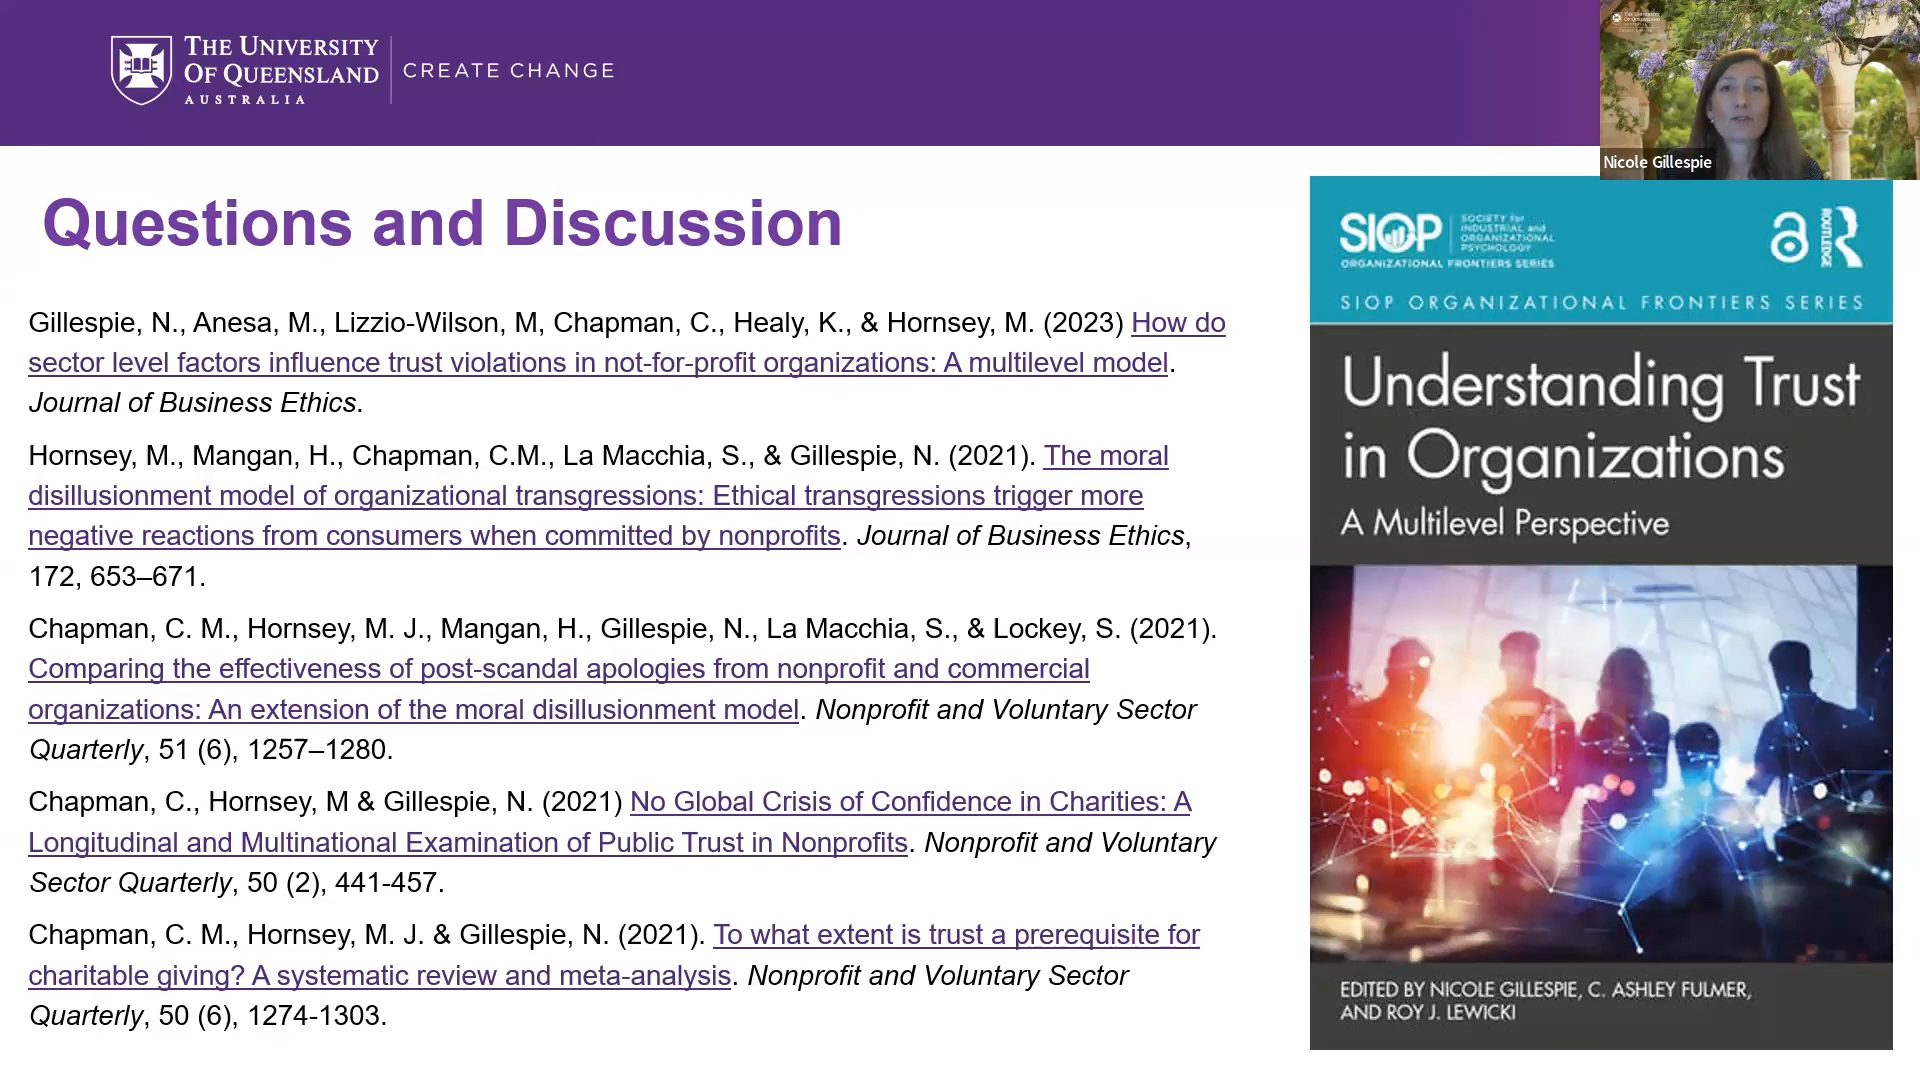 THE UNIVERSITY
OF QUEENSLAND
AUSTRALIA
CREATE CHANGE
Nicole Gillespie
Questions and Discussion
Gillespie, N., Anesa, M., Lizzio-Wilson, M, Chapman, C., Healy, K., & Hornsey, M. (2023) How do
sector level factors influence trust violations in not-for-profit organizations: A multilevel model.
Journal of Business Ethics.
Hornsey, M., Mangan, H., Chapman, C.M., La Macchia, S., & Gillespie, N. (2021). The moral
disillusionment model of organizational transgressions: Ethical transgressions trigger more
negative reactions from consumers when committed by nonprofits. Journal of Business Ethics,
172, 653–671.
Chapman, C. M., Hornsey, M. J., Mangan, H., Gillespie, N., La Macchia, S., & Lockey, S. (2021).
Comparing the effectiveness of post-scandal apologies from nonprofit and commercial
organizations: An extension of the moral disillusionment model. Nonprofit and Voluntary Sector
Quarterly, 51 (6), 1257–1280.
Chapman, C., Hornsey, M & Gillespie, N. (2021) No Global Crisis of Confidence in Charities: A
Longitudinal and Multinational Examination of Public Trust in Nonprofits. Nonprofit and Voluntary
Sector Quarterly, 50 (2), 441-457.
Chapman, C. M., Hornsey, M. J. & Gillespie, N. (2021). To what extent is trust a prerequisite for
charitable giving? A systematic review and meta-analysis. Nonprofit and Voluntary Sector
Quarterly, 50 (6), 1274-1303.
SIOP
SOCIETY for
INDUSTRIAL and
ORGANIZATIONAL
PSYCHOLOGY
ORGANIZATIONAL FRONTIERS SERIES
ROUTLEDGE
SIOP ORGANIZATIONAL FRONTIERS SERIES
Understanding Trust
in Organizations
A Multilevel Perspective
EDITED BY NICOLE GILLESPIE, C. ASHLEY FULMER,
AND ROY J. LEWICKI